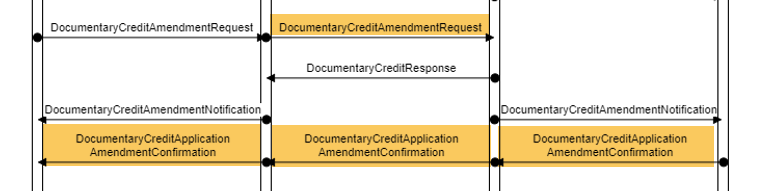 DocumentaryCreditAmendmentRequest
DocumentaryCreditAmendmentRequest
DocumentaryCreditResponse
DocumentaryCreditAmendmentNotification
DocumentaryCreditAmendmentNotification
DocumentaryCreditApplication
AmendmentConfirmation
DocumentaryCreditApplication
AmendmentConfirmation
DocumentaryCreditApplication
AmendmentConfirmation